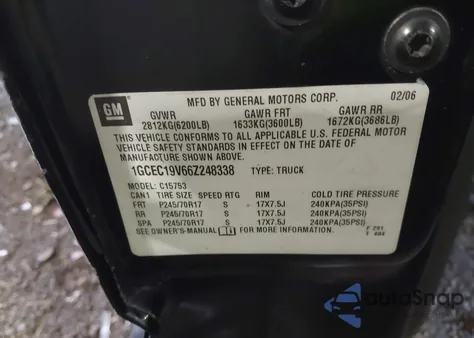 MFD BY GENERAL MOTORS CORP. 02/06
GM
GVWR GAWR FRT GAWR RR
2812KG(6200LB) 1633KG(3600LB) 1672KG(3686LB)
THIS VEHICLE CONFORMS TO ALL APPLICABLE U.S. FEDERAL MOTOR
VEHICLE SAFETY STANDARDS IN EFFECT ON THE DATE OF
MANUFACTURE SHOWN ABOVE.
1GCEC19V66Z248338 TYPE: TRUCK
MODEL: C15753
CAN1 TIRE SIZE SPEED RTG RIM COLD TIRE PRESSURE
FRT P245/70R17 S 17X7.5J 240KPA(35PSI)
RR P245/70R17 S 17X7.5J 240KPA(35PSI)
SPA P245/70R17 S 17X7.5J 240KPA(35PSI)
SEE OWNER'S MANUAL
autoSnap